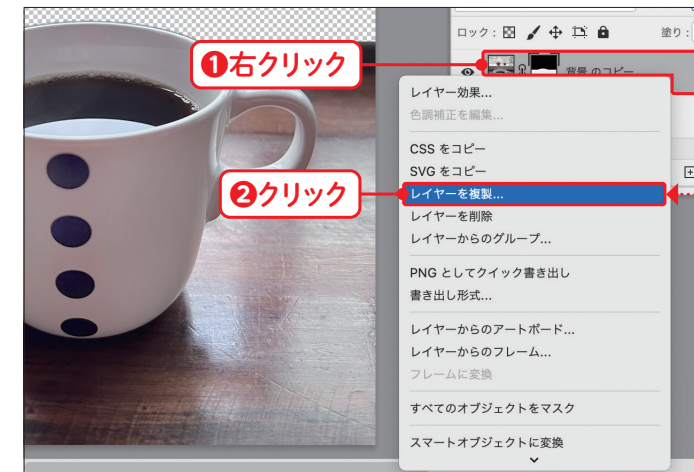 ロック：
塗り：
❶右クリック
背景 のコピー
レイヤー効果...
色調補正を編集...
CSS をコピー
SVG をコピー
❷クリック
レイヤーを複製...
レイヤーを削除
レイヤーからのグループ...
PNG としてクイック書き出し
書き出し形式...
レイヤーからのアートボード...
レイヤーからのフレーム...
フレームに変換
すべてのオブジェクトをマスク
スマートオブジェクトに変換